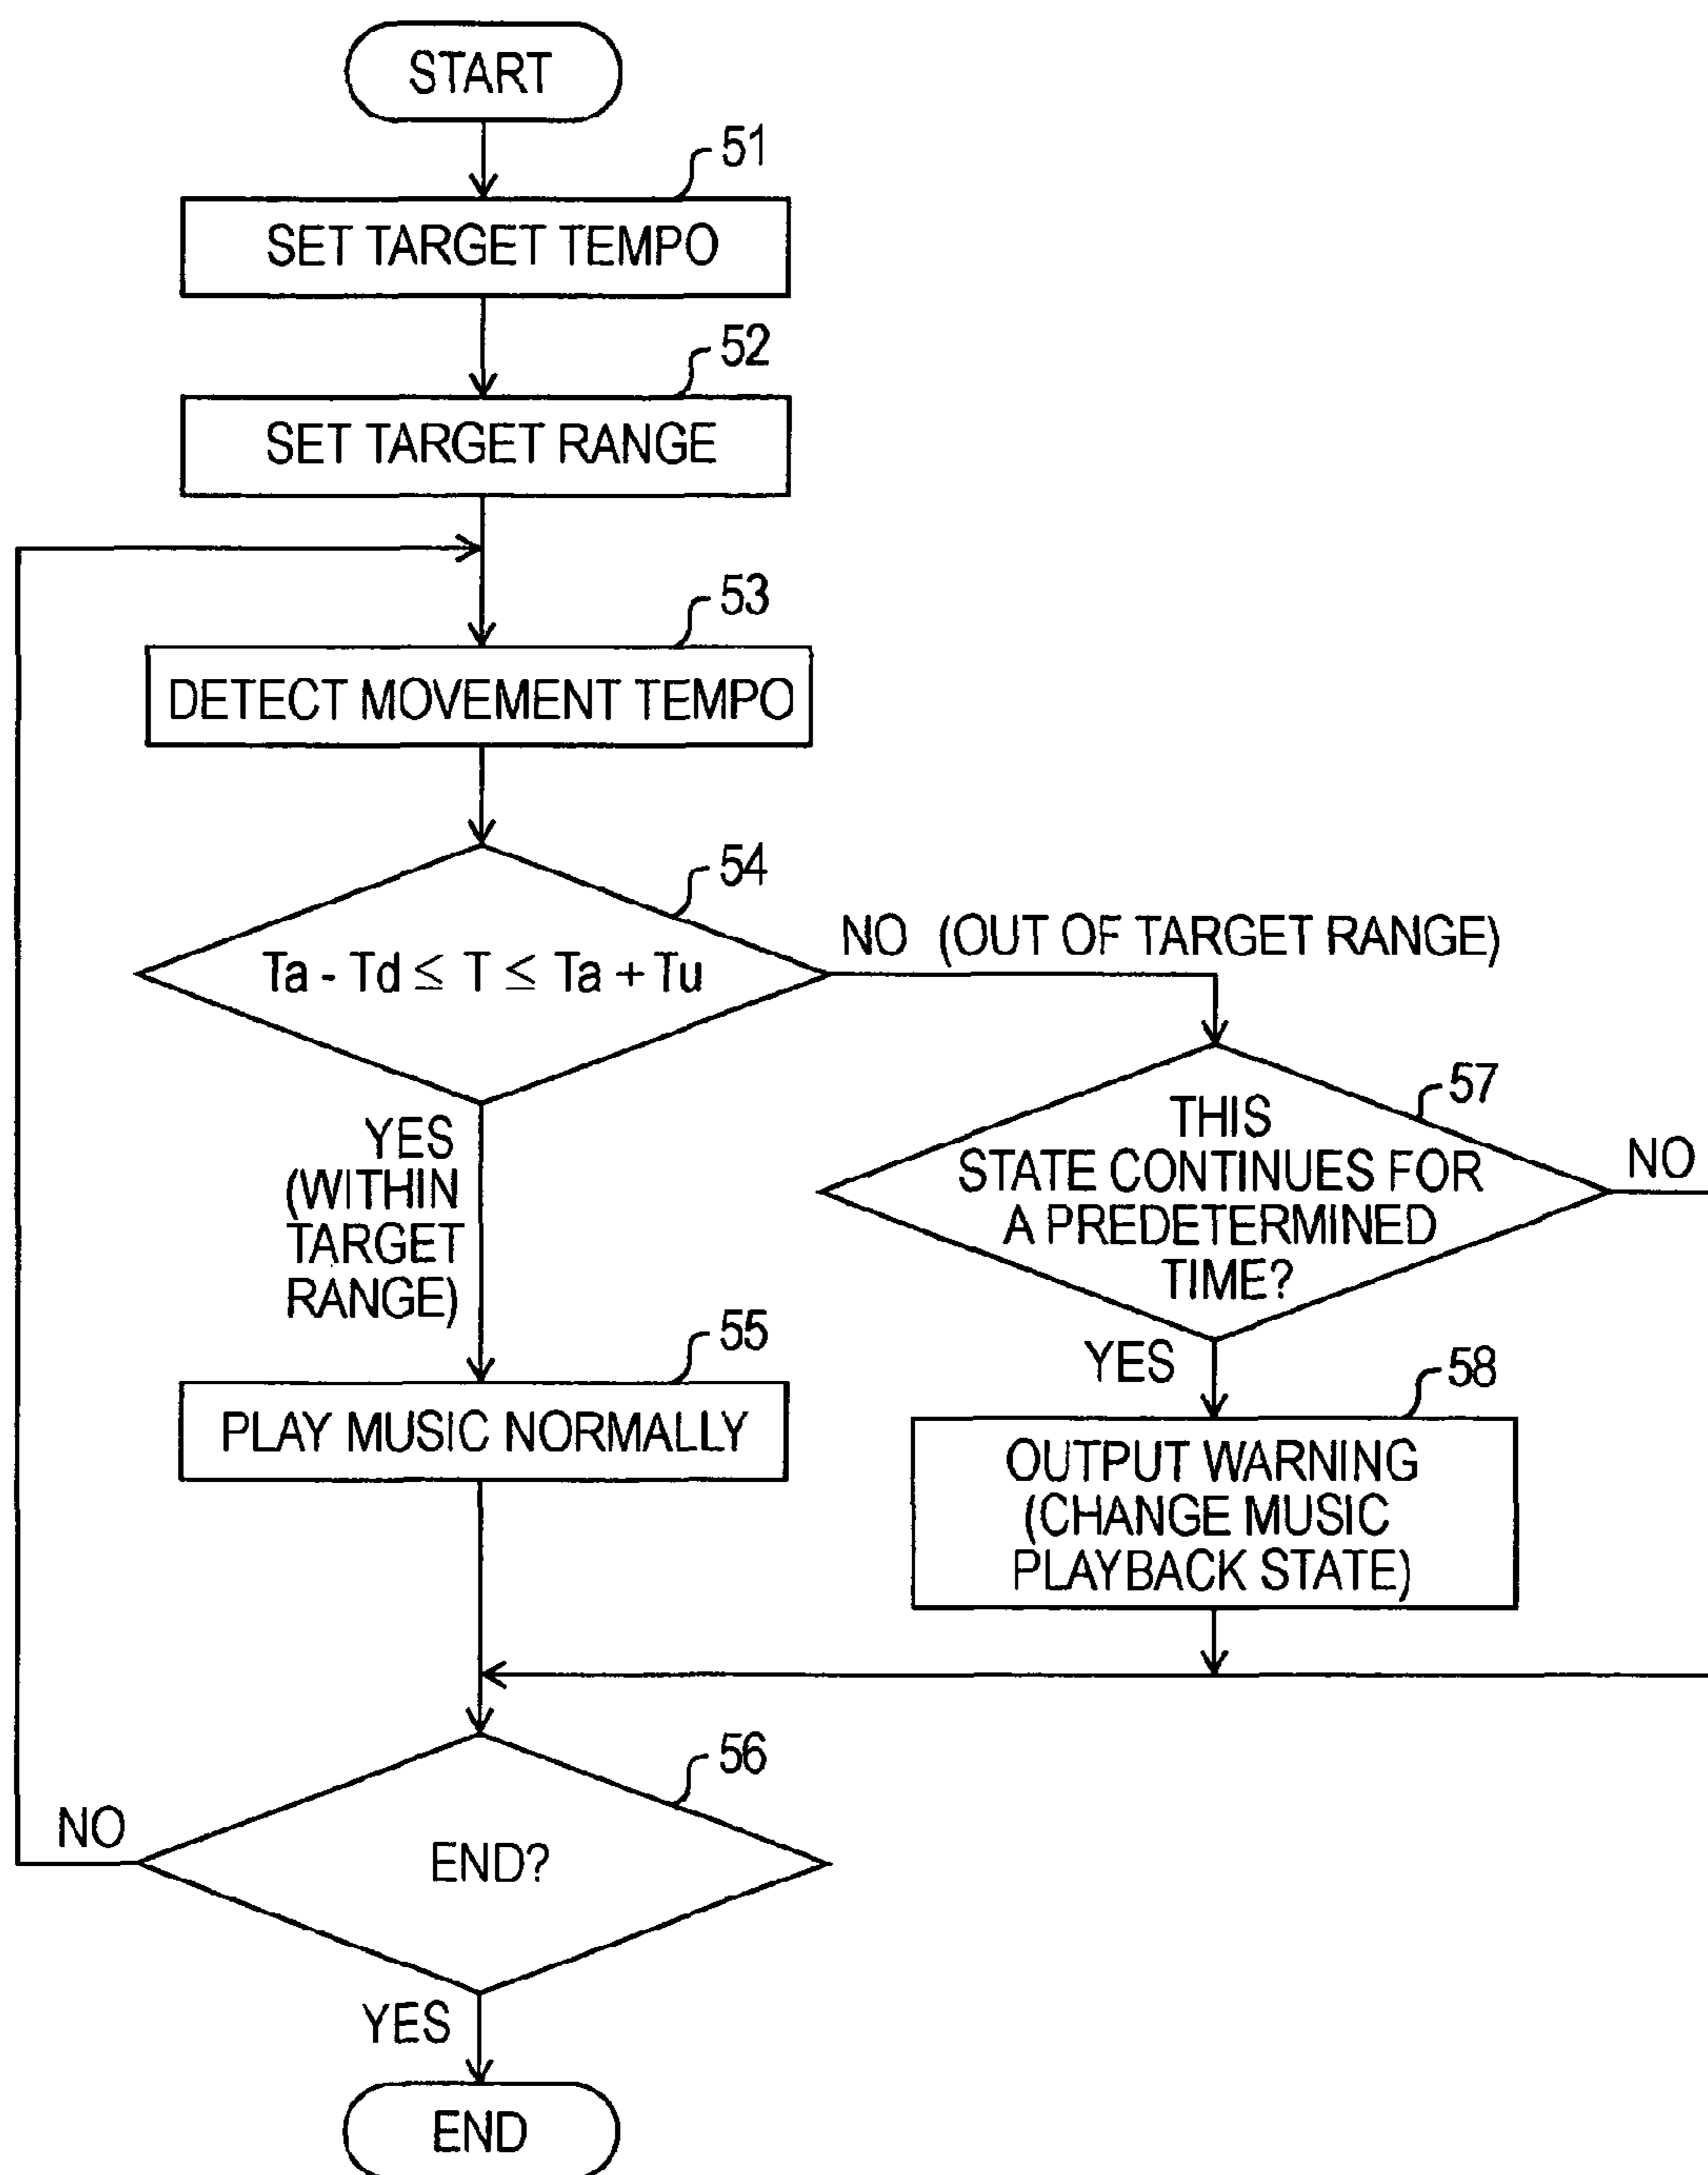 START
51
SET TARGET TEMPO
52
SET TARGET RANGE
53
DETECT MOVEMENT TEMPO
54
Ta - Td ≦ T ≦ Ta + Tu
NO (OUT OF TARGET RANGE)
YES
(WITHIN
TARGET
RANGE)
57
THIS
STATE CONTINUES FOR
A PREDETERMINED
TIME?
NO
YES
55
PLAY MUSIC NORMALLY
58
OUTPUT WARNING
(CHANGE MUSIC
PLAYBACK STATE)
56
END?
NO
YES
END